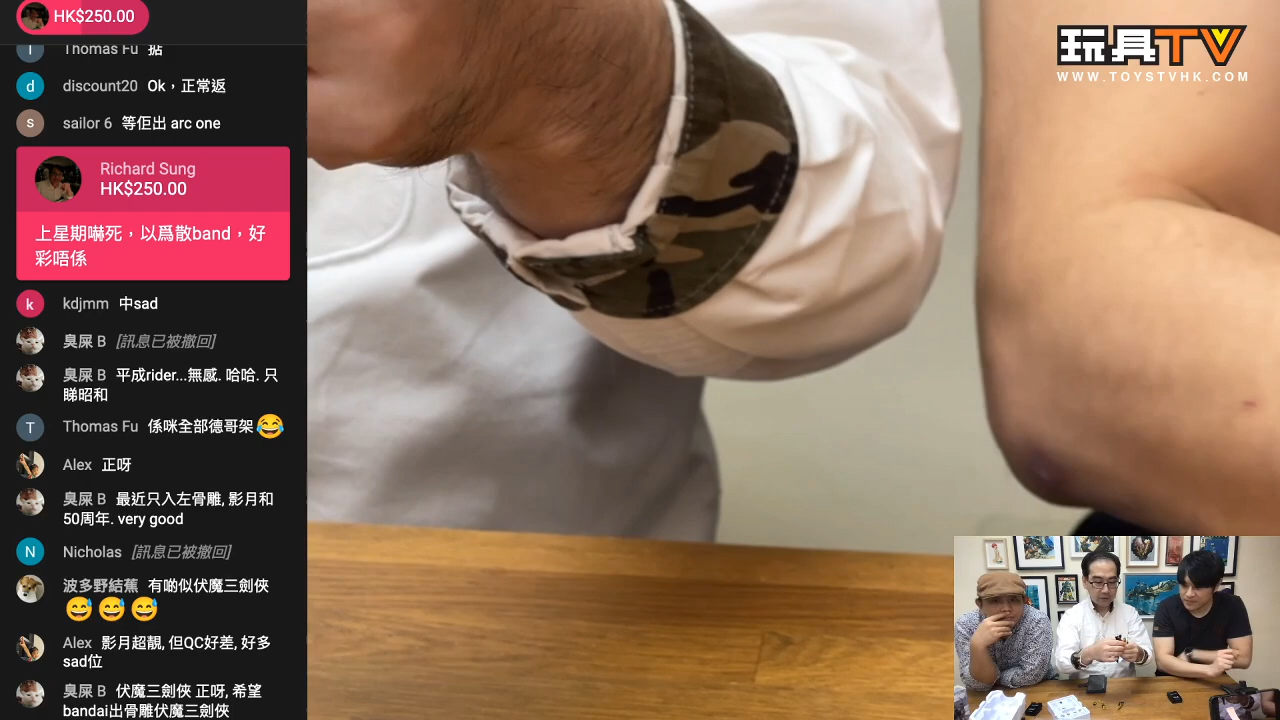 HK$250.00
Thomas Fu 掂
discount20 Ok，正常返
sailor 6 等佢出 arc one
Richard Sung
HK$250.00
上星期嚇死，以爲散band，好
彩唔係
kdjmm 中sad
臭屎 B [訊息已被撤回]
臭屎 B 平成rider...無感. 哈哈. 只
睇昭和
Thomas Fu 係咪全部德哥架😂
Alex 正呀
臭屎 B 最近只入左骨雕, 影月和
50周年. very good
Nicholas [訊息已被撤回]
波多野結蕉 有啲似伏魔三劍俠
😅😅😅
Alex 影月超靚, 但QC好差, 好多
sad位
臭屎 B 伏魔三劍俠 正呀, 希望
bandai出骨雕伏魔三劍俠
玩具TV
WWW.TOYSTVHK.COM